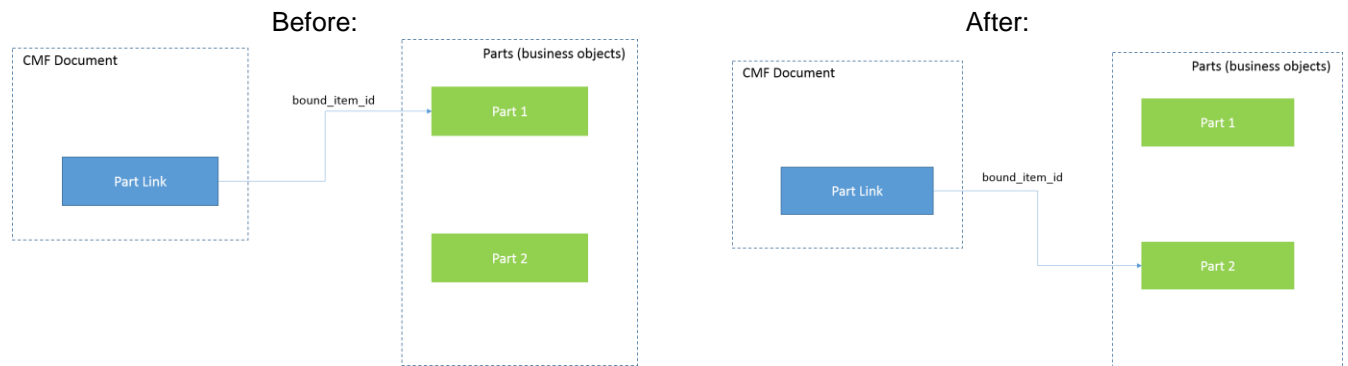 Before:
CMF Document
Parts (business objects)
bound_item_id
Part 1
Part Link
Part 2
After:
CMF Document
Parts (business objects)
Part 1
bound_item_id
Part Link
Part 2